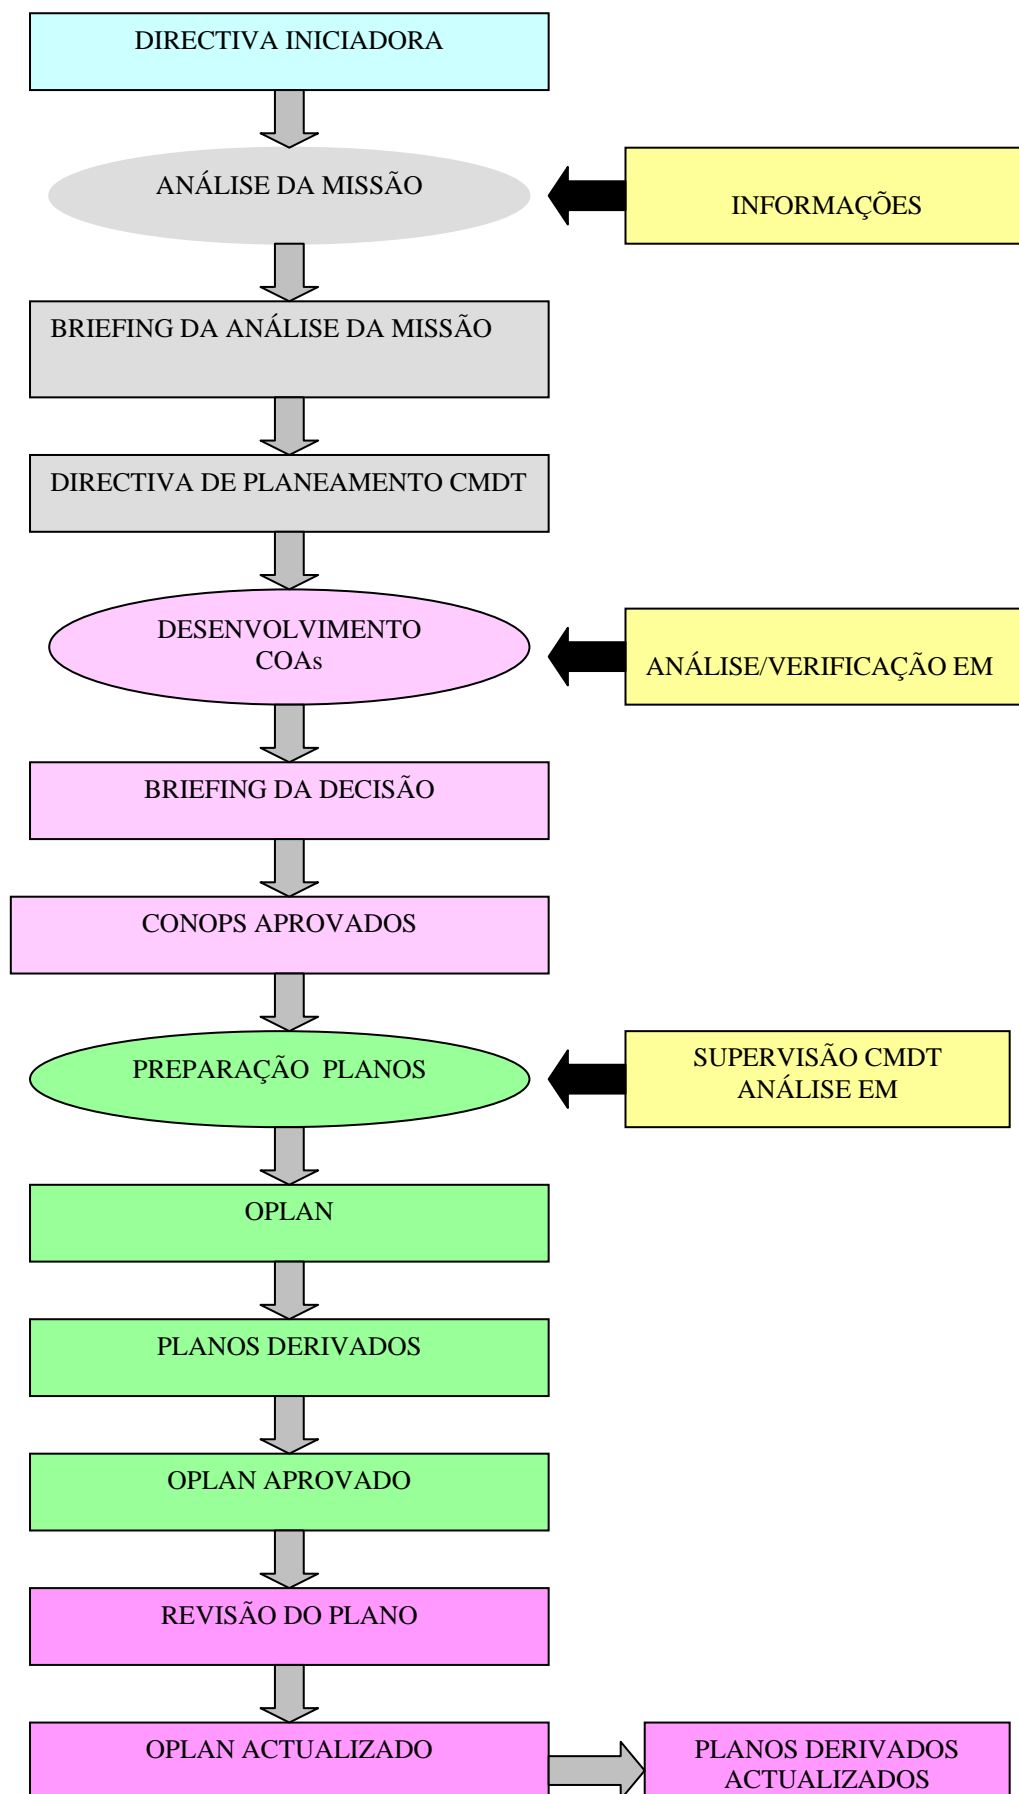 DIRECTIVA INICIADORA
ANÁLISE DA MISSÃO
INFORMAÇÕES
BRIEFING DA ANÁLISE DA MISSÃO
DIRECTIVA DE PLANEAMENTO CMDT
DESENVOLVIMENTO
COAs
ANÁLISE/VERIFICAÇÃO EM
BRIEFING DA DECISÃO
CONOPS APROVADOS
PREPARAÇÃO  PLANOS
SUPERVISÃO CMDT
ANÁLISE EM
OPLAN
PLANOS DERIVADOS
OPLAN APROVADO
REVISÃO DO PLANO
OPLAN ACTUALIZADO
PLANOS DERIVADOS
ACTUALIZADOS